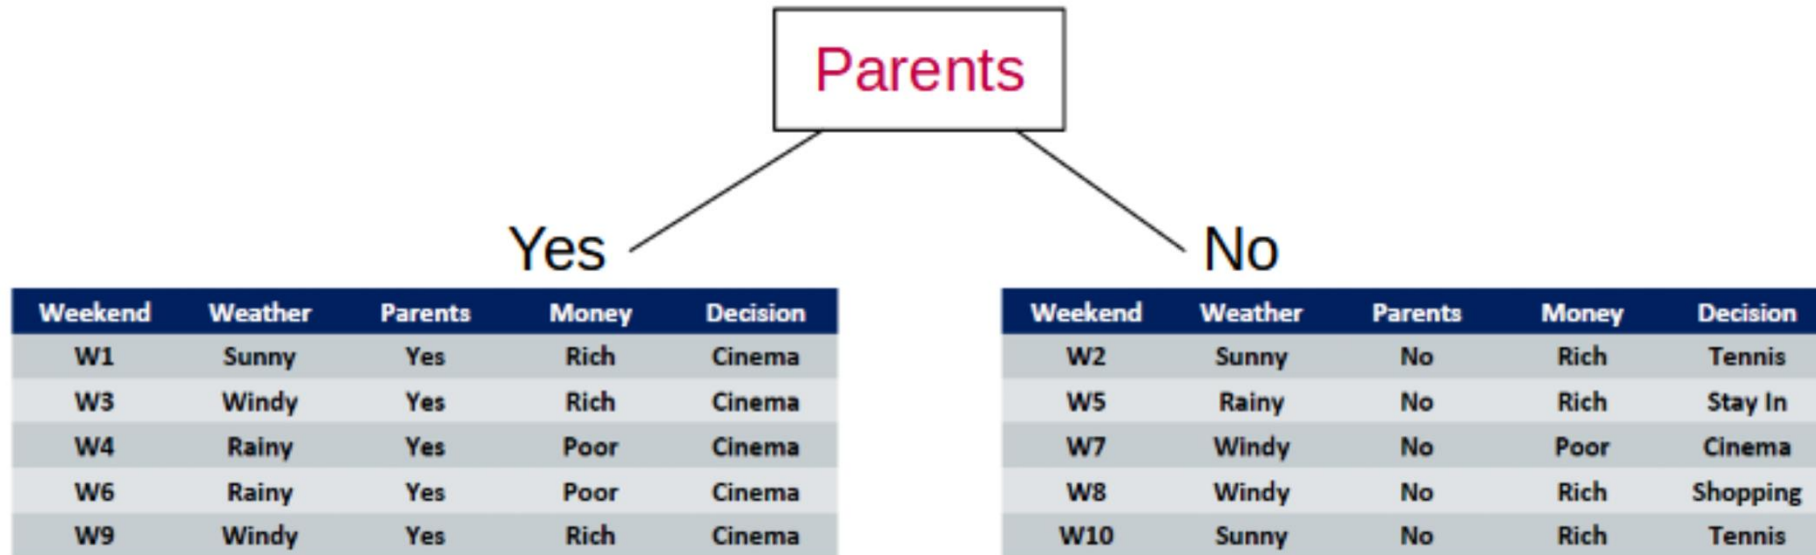 Parents
Yes
No
Weekend Weather Parents Money Decision
W1 Sunny Yes Rich Cinema
W3 Windy Yes Rich Cinema
W4 Rainy Yes Poor Cinema
W6 Rainy Yes Poor Cinema
W9 Windy Yes Rich Cinema
Weekend Weather Parents Money Decision
W2 Sunny No Rich Tennis
W5 Rainy No Rich Stay In
W7 Windy No Poor Cinema
W8 Windy No Rich Shopping
W10 Sunny No Rich Tennis